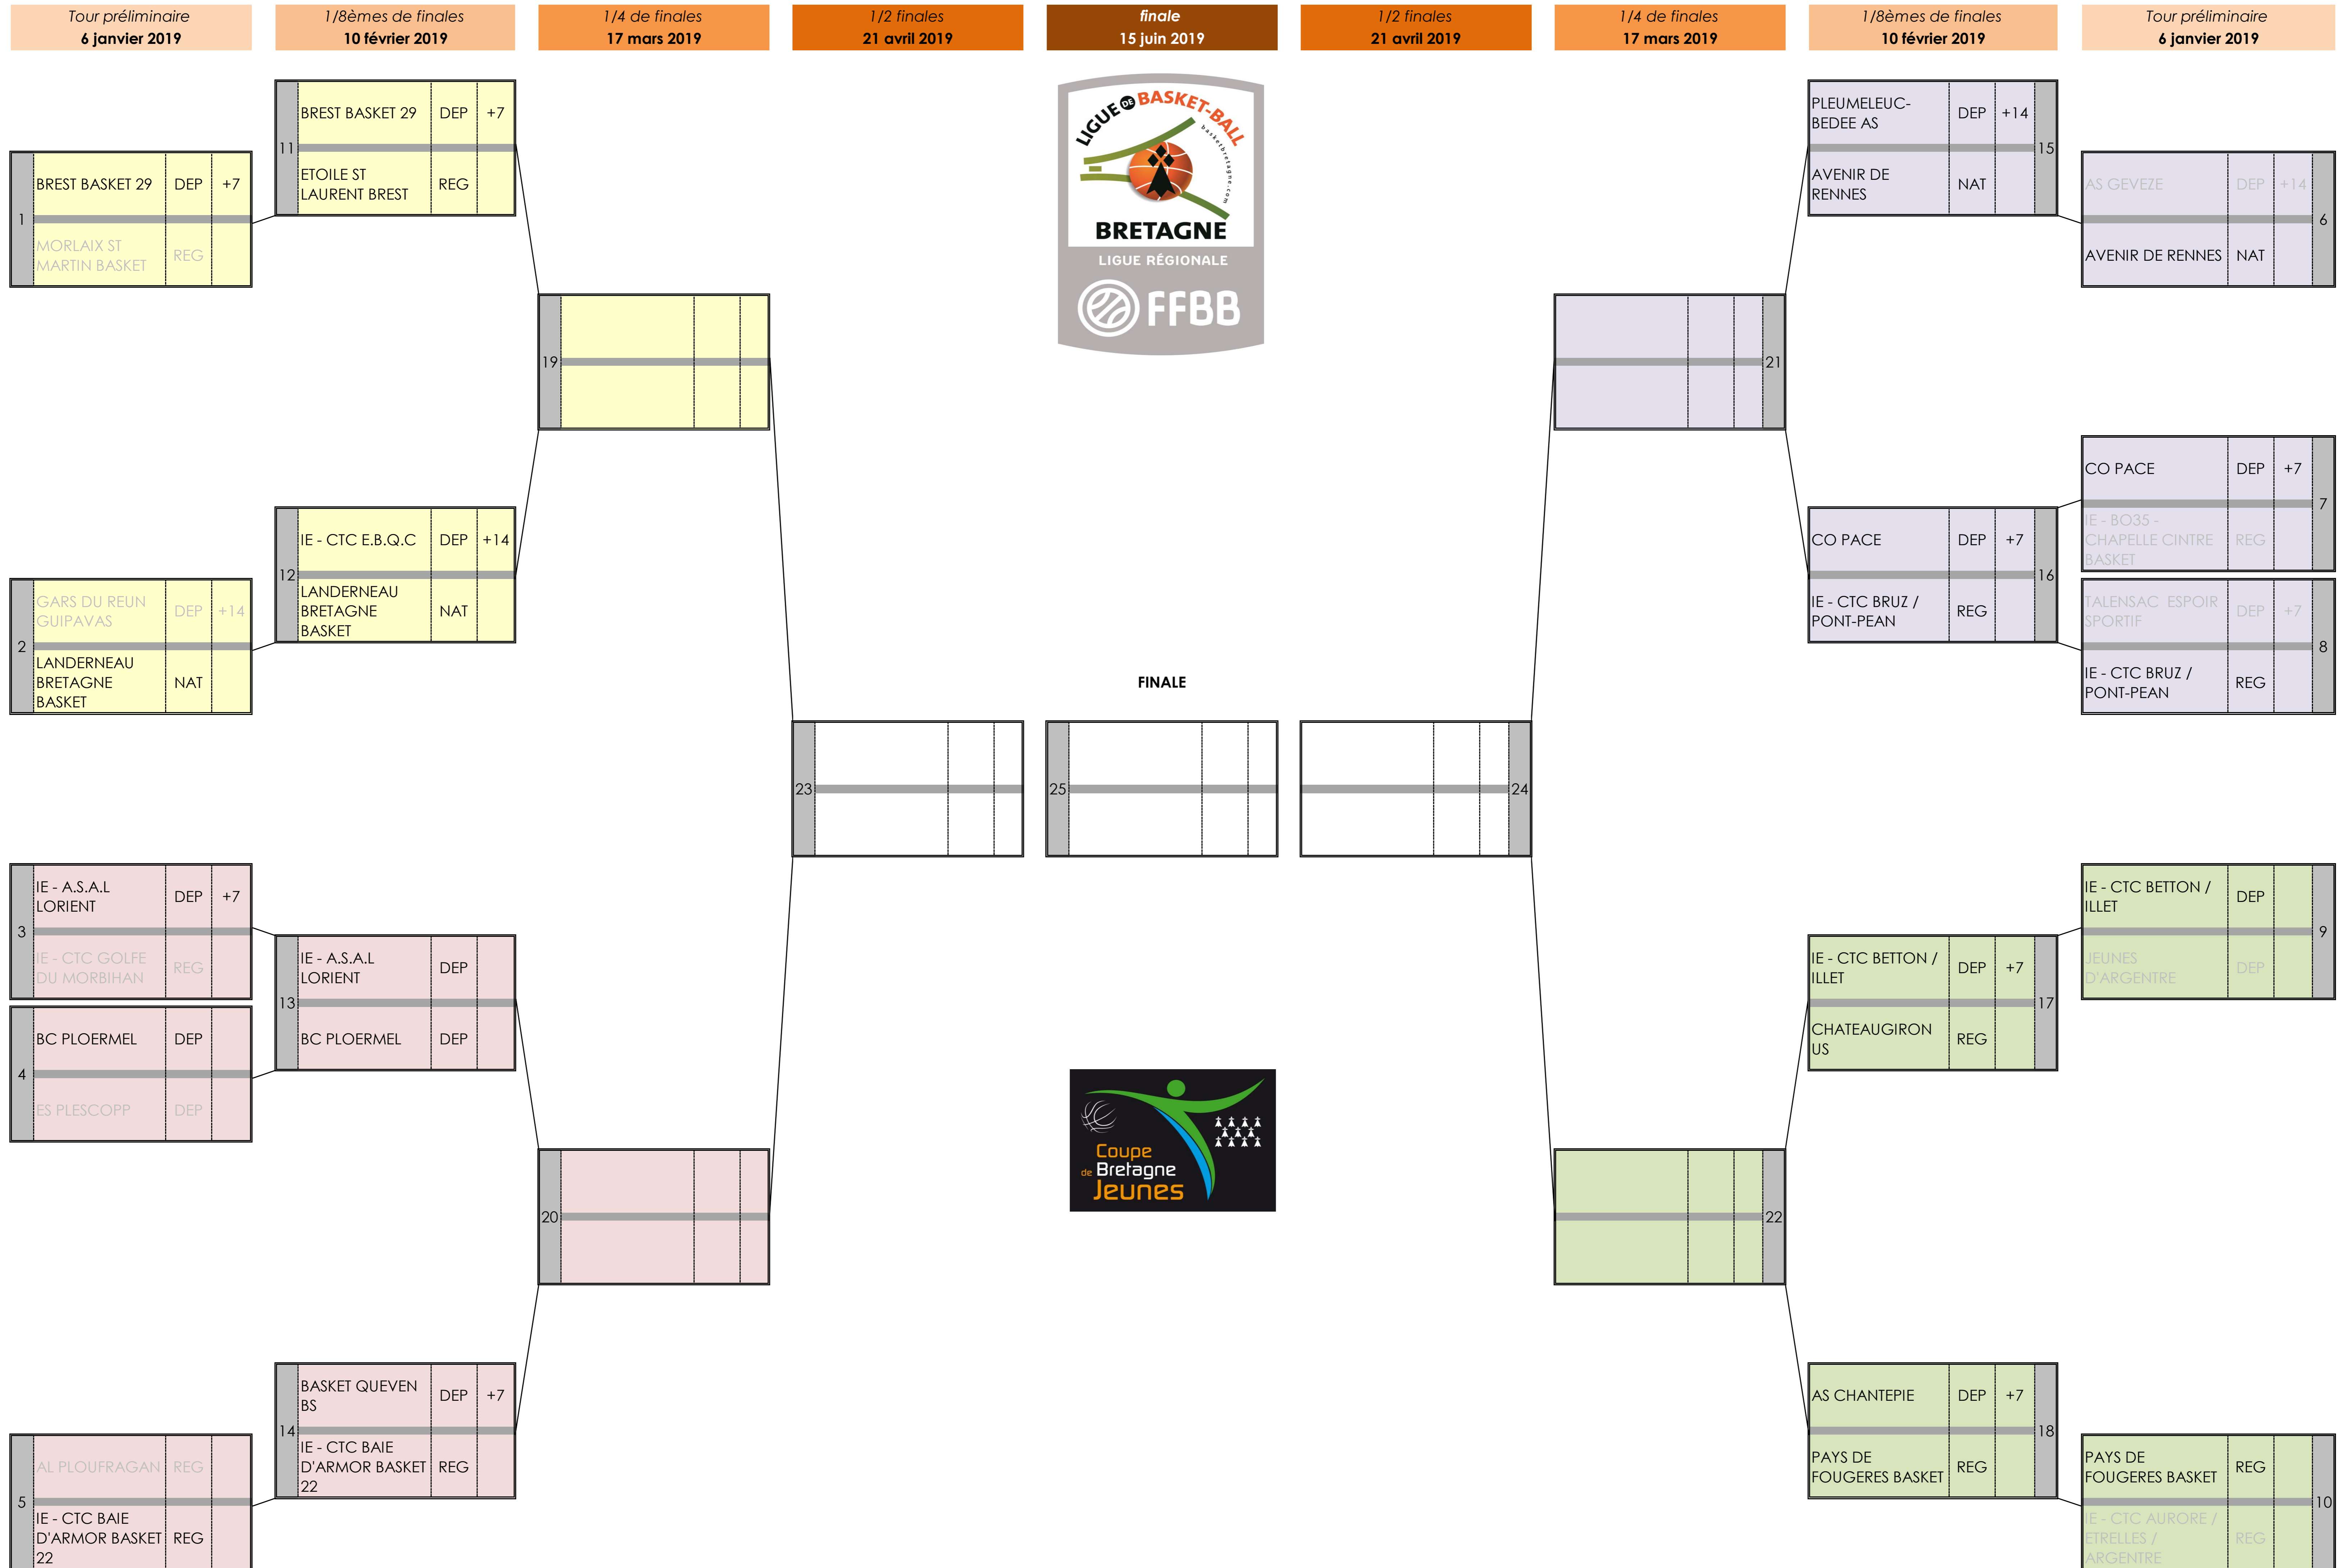 Tour préliminaire
6 janvier 2019
1/8èmes de finales
10 février 2019
1/4 de finales
17 mars 2019
1/2 finales
21 avril 2019
finale
15 juin 2019
1/2 finales
21 avril 2019
1/4 de finales
17 mars 2019
1/8èmes de finales
10 février 2019
Tour préliminaire
6 janvier 2019
1
BREST BASKET 29 DEP +7
MORLAIX ST
MARTIN BASKET REG
2
GARS DU REUN
GUIPAVAS DEP +14
LANDERNEAU
BRETAGNE
BASKET NAT
3
IE - A.S.A.L
LORIENT DEP +7
IE - CTC GOLFE
DU MORBIHAN REG
4
BC PLOERMEL DEP
ES PLESCOPP DEP
5
AL PLOUFRAGAN REG
IE - CTC BAIE
D'ARMOR BASKET REG
22
11
BREST BASKET 29 DEP +7
ETOILE ST
LAURENT BREST REG
12
IE - CTC E.B.Q.C DEP +14
LANDERNEAU
BRETAGNE
BASKET NAT
13
IE - A.S.A.L
LORIENT DEP
BC PLOERMEL DEP
14
BASKET QUEVEN
BS DEP +7
IE - CTC BAIE
D'ARMOR BASKET REG
22
19
20
23
LIGUE DE BASKET-BALL
basketbretagne.com
BRETAGNE
LIGUE RÉGIONALE
FFBB
FINALE
25
Coupe
de Bretagne
Jeunes
24
21
22
PLEUMELEUC-
BEDEE AS DEP +14
15
AVENIR DE
RENNES NAT
CO PACE DEP +7
16
IE - CTC BRUZ /
PONT-PEAN REG
IE - CTC BETTON /
ILLET DEP +7
17
CHATEAUGIRON
US REG
AS CHANTEPIE DEP +7
18
PAYS DE
FOUGERES BASKET REG
AS GEVEZE DEP +14
6
AVENIR DE RENNES NAT
CO PACE DEP +7
7
IE - BO35 -
CHAPELLE CINTRE REG
BASKET
TALENSAC ESPOIR
SPORTIF DEP +7
8
IE - CTC BRUZ /
PONT-PEAN REG
IE - CTC BETTON /
ILLET DEP
9
JEUNES
D'ARGENTRE DEP
PAYS DE
FOUGERES BASKET REG
10
IE - CTC AURORE /
ETRELLES / REG
ARGENTRE